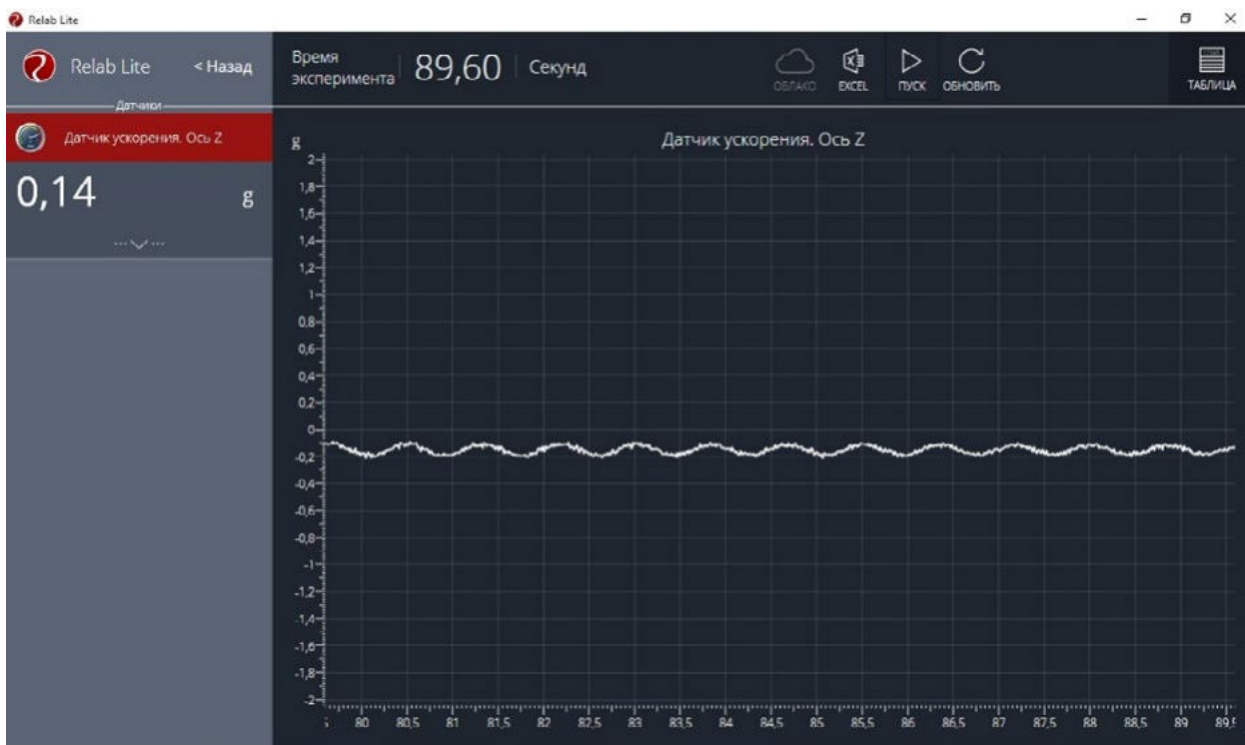 Relab Lite
Relab Lite
< Назад
Датчики
Датчик ускорения. Ось Z
0,14 g
Время
эксперимента
89,60 Секунд
ОБЛАКО EXCEL ПУСК ОБНОВИТЬ
ТАБЛИЦА
Датчик ускорения. Ось Z
g
2
1,8
1,6
1,4
1,2
1
0,8
0,6
0,4
0,2
0
-0,2
-0,4
-0,6
-0,8
-1
-1,2
-1,4
-1,6
-1,8
-2
80 80,5 81 81,5 82 82,5 83 83,5 84 84,5 85 85,5 86 86,5 87 87,5 88 88,5 89